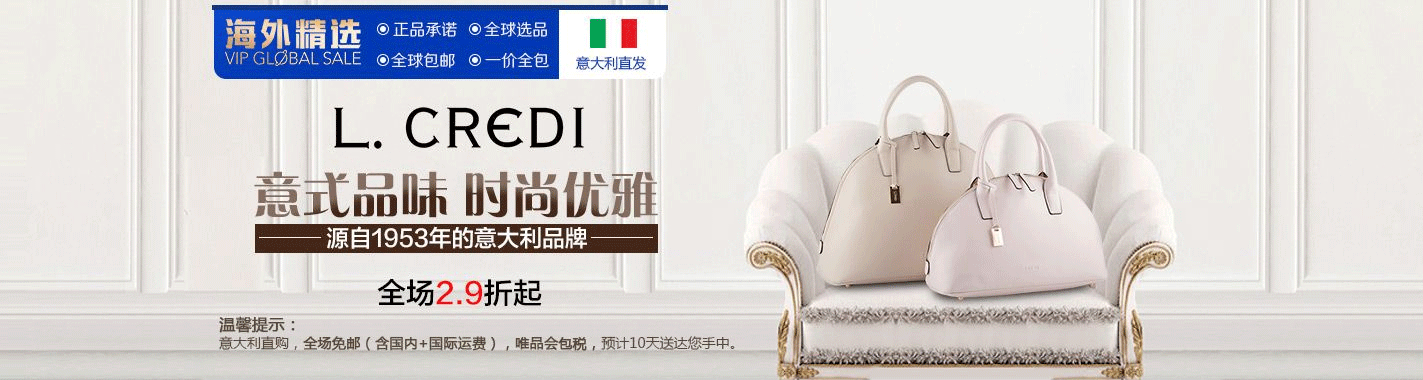 海外精选
VIP GLOBAL SALE
正品承诺 全球选品
全球包邮 一价全包
意大利直发
L. CREDI
意式品味 时尚优雅
源自1953年的意大利品牌
全场2.9折起
温馨提示：
意大利直购，全场免邮（含国内+国际运费），唯品会包税，预计10天送达您手中。